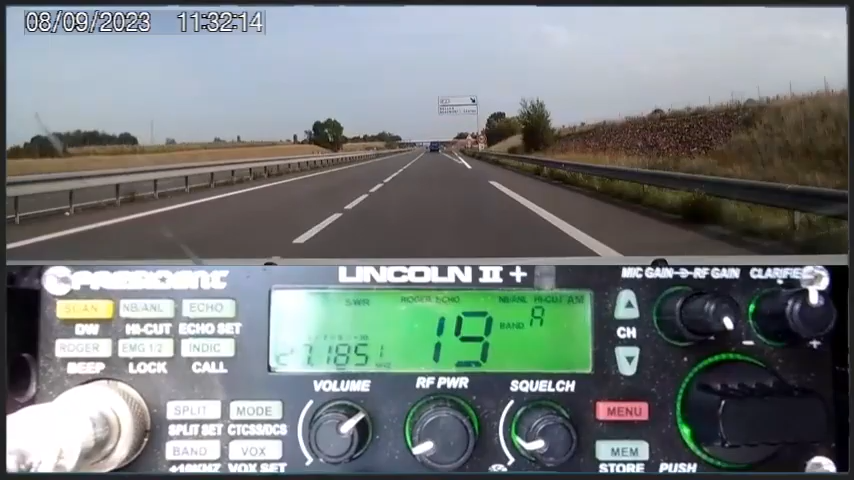 08/09/2023 11:32:14
PRESIDENT LINCOLN II + MIC GAIN RF GAIN CLARIFIER
SCAN NB/ANL ECHO
DW HI-CUT ECHO SET
ROGER EMG 1/2 INDIC
BEEP LOCK CALL
SWR ROGER ECHO NB/ANL HI-CUT AM
19 BAND A
27.1851
CH
VOLUME RF PWR SQUELCH
SPLIT MODE MENU
SPLIT SET CTCSS/DCS
BAND VOX MEM
+10KHZ VOX SET STORE PUSH